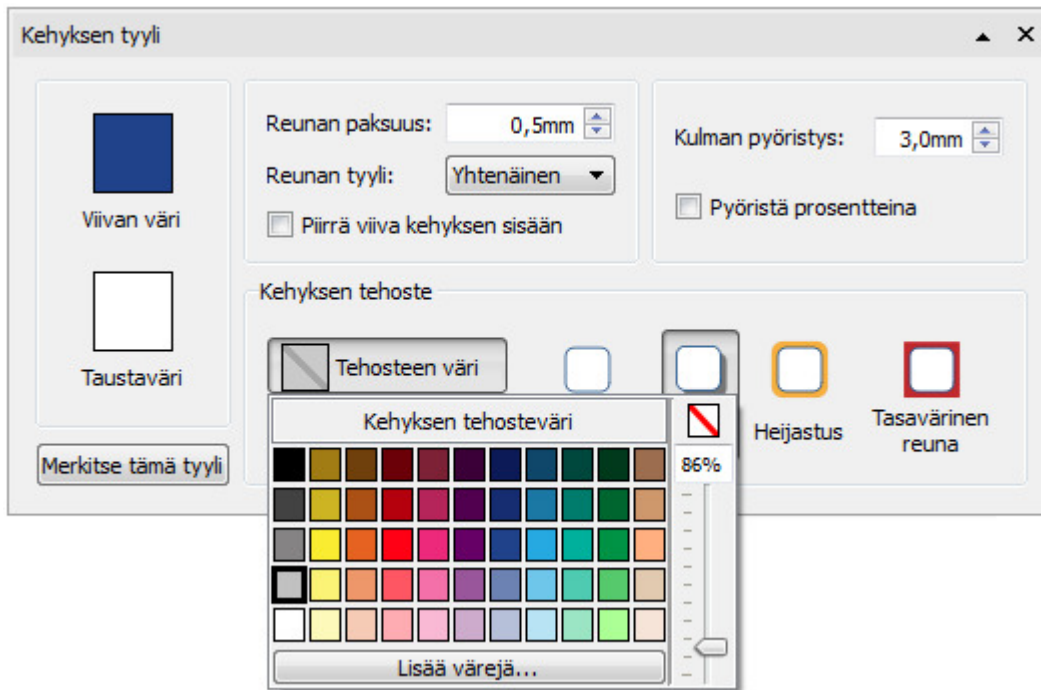 Kehyksen tyyli
Viivan väri
Taustaväri
Merkitse tämä tyyli
Reunan paksuus: 0,5mm
Reunan tyyli: Yhtenäinen
Piirrä viiva kehyksen sisään
Kulman pyöristys: 3,0mm
Pyöristä prosentteina
Kehyksen tehoste
Tehosteen väri
Heijastus
Tasavärinen
reuna
Kehyksen tehosteväri
86%
Lisää värejä...